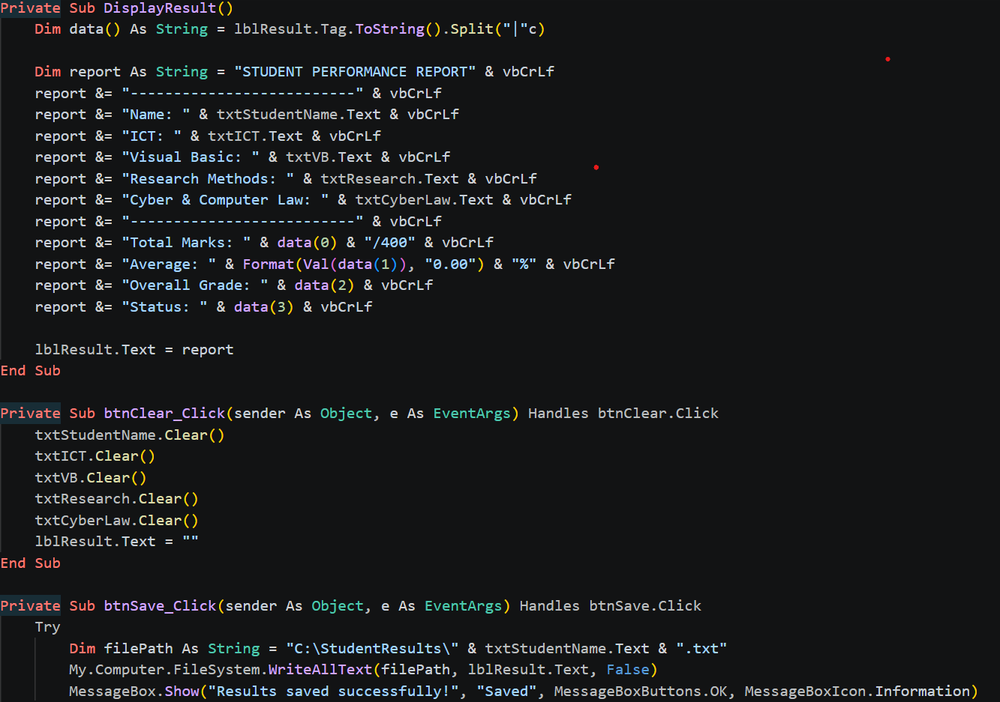 Private Sub DisplayResult()
    Dim data() As String = lblResult.Tag.ToString().Split("|"c)

    Dim report As String = "STUDENT PERFORMANCE REPORT" & vbCrLf
    report &= "--------------------------" & vbCrLf
    report &= "Name: " & txtStudentName.Text & vbCrLf
    report &= "ICT: " & txtICT.Text & vbCrLf
    report &= "Visual Basic: " & txtVB.Text & vbCrLf
    report &= "Research Methods: " & txtResearch.Text & vbCrLf
    report &= "Cyber & Computer Law: " & txtCyberLaw.Text & vbCrLf
    report &= "--------------------------" & vbCrLf
    report &= "Total Marks: " & data(0) & "/400" & vbCrLf
    report &= "Average: " & Format(Val(data(1)), "0.00") & "%" & vbCrLf
    report &= "Overall Grade: " & data(2) & vbCrLf
    report &= "Status: " & data(3) & vbCrLf

    lblResult.Text = report
End Sub

Private Sub btnClear_Click(sender As Object, e As EventArgs) Handles btnClear.Click
    txtStudentName.Clear()
    txtICT.Clear()
    txtVB.Clear()
    txtResearch.Clear()
    txtCyberLaw.Clear()
    lblResult.Text = ""
End Sub

Private Sub btnSave_Click(sender As Object, e As EventArgs) Handles btnSave.Click
    Try
        Dim filePath As String = "C:\StudentResults\" & txtStudentName.Text & ".txt"
        My.Computer.FileSystem.WriteAllText(filePath, lblResult.Text, False)
        MessageBox.Show("Results saved successfully!", "Saved", MessageBoxButtons.OK, MessageBoxIcon.Information)